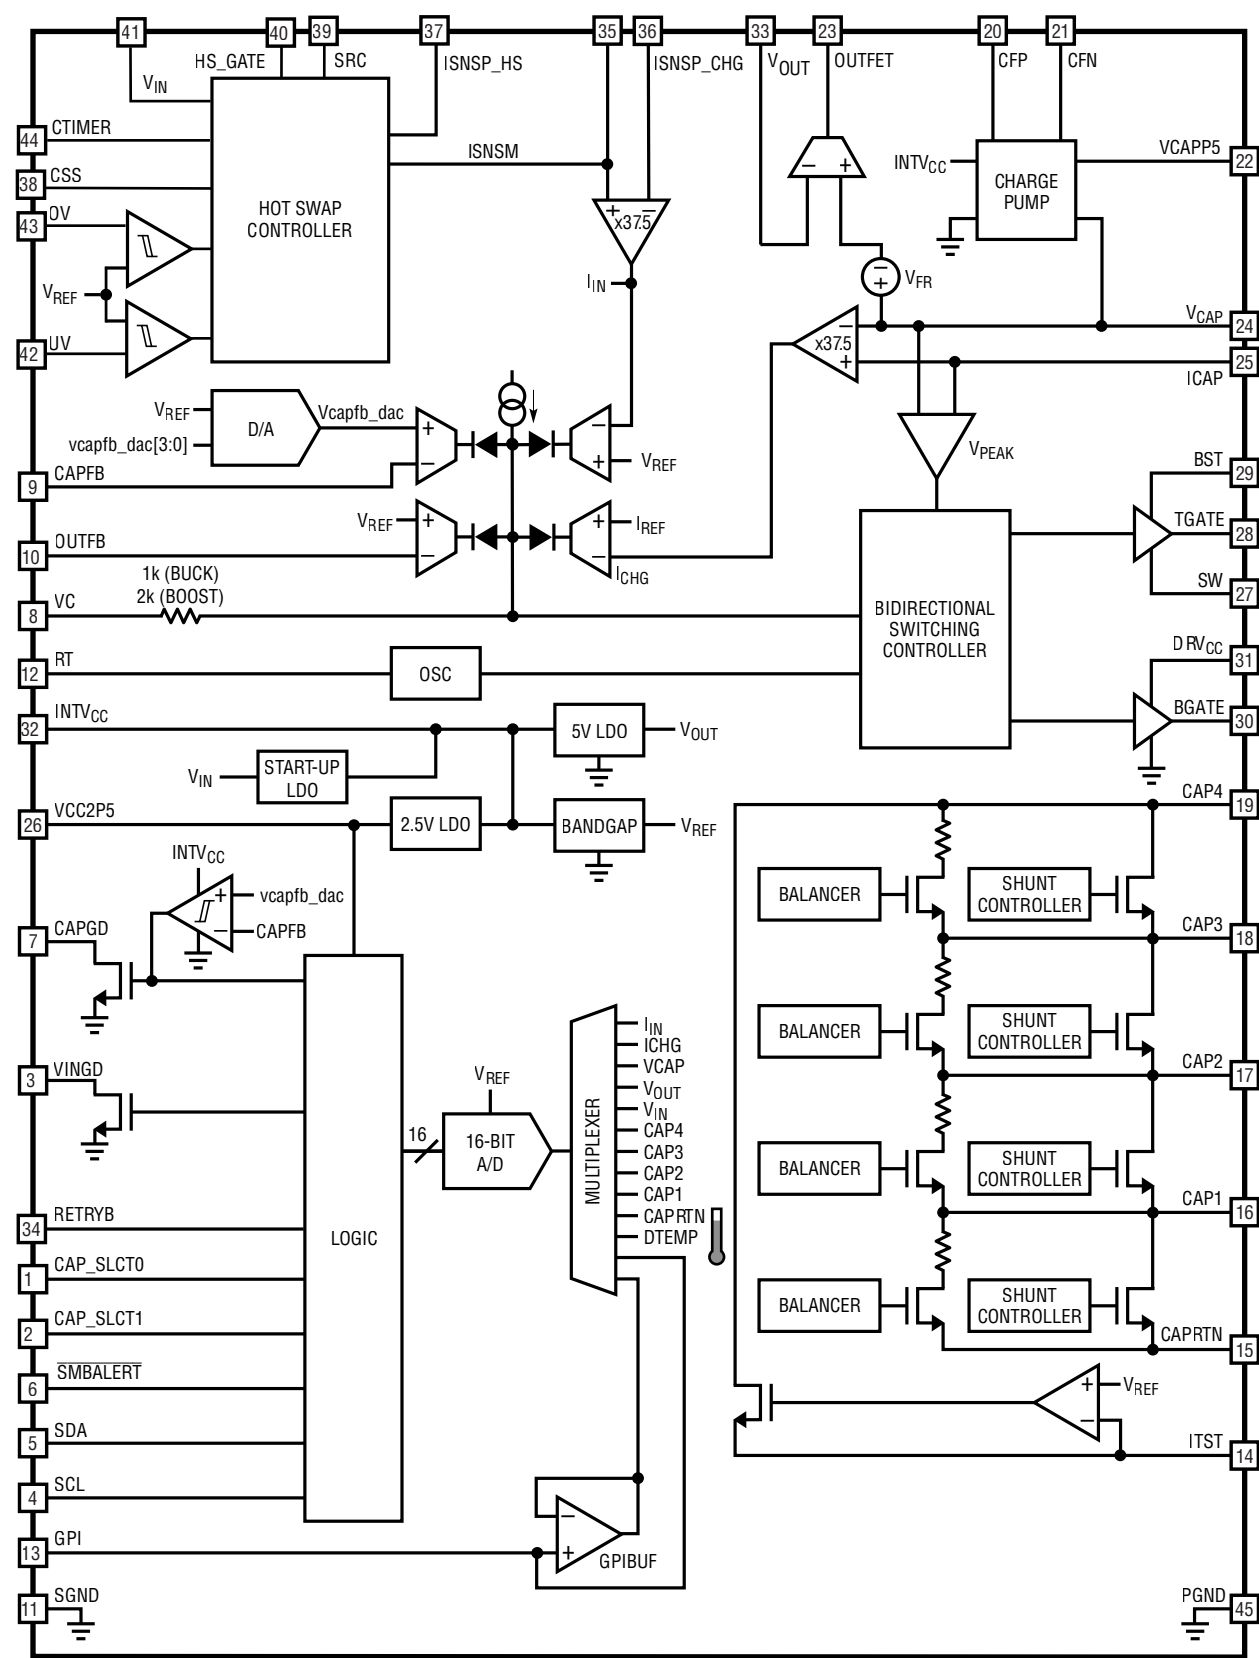 41
40
39
37
35
36
33
23
20
21
HS_GATE
SRC
ISNSP_HS
ISNSP_CHG
VOUT
OUTFET
CFP
CFN
VIN
44
CTIMER
38
CSS
43
OV
VREF
42
UV
HOT SWAP
CONTROLLER
ISNSM
+ −
x37.5
IIN
− +
INTVCC
CHARGE
PUMP
VCAPP5
22
−
+
VFR
VCAP
24
−
x37.5
+
25
ICAP
VREF
vcapfb_dac[3:0]
D/A
Vcapfb_dac
+
−
−
+
VREF
VPEAK
CAPFB
9
VREF
+
−
+
−
IREF
ICHG
OUTFB
10
1k (BUCK)
2k (BOOST)
VC
8
BIDIRECTIONAL
SWITCHING
CONTROLLER
BST
29
TGATE
28
SW
27
DRVCC
31
BGATE
30
RT
12
OSC
INTVCC
32
5V LDO
VOUT
VIN
START-UP
LDO
VCC2P5
26
2.5V LDO
BANDGAP
VREF
INTVCC
+
−
vcapfb_dac
CAPFB
CAPGD
7
VINGD
3
LOGIC
16
VREF
16-BIT
A/D
MULTIPLEXER
IIN
ICHG
VCAP
VOUT
VIN
CAP4
CAP3
CAP2
CAP1
CAPRTN
DTEMP
CAP4
19
BALANCER
SHUNT
CONTROLLER
CAP3
18
BALANCER
SHUNT
CONTROLLER
CAP2
17
BALANCER
SHUNT
CONTROLLER
CAP1
16
BALANCER
SHUNT
CONTROLLER
CAPRTN
15
+
−
VREF
ITST
14
RETRYB
34
CAP_SLCT0
1
CAP_SLCT1
2
SMBALERT
6
SDA
5
SCL
4
GPI
13
−
+
GPIBUF
SGND
11
PGND
45